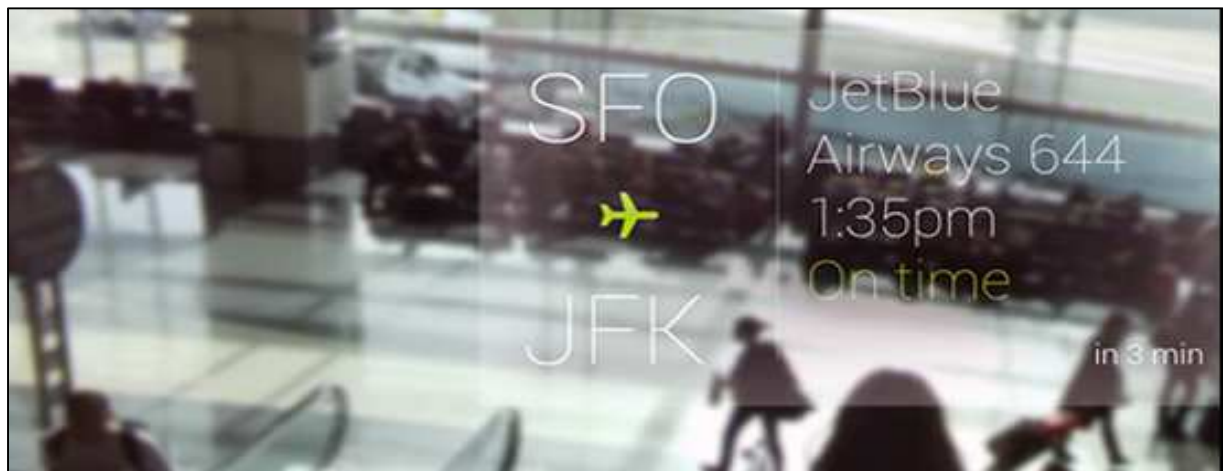 SFO
JFK
JetBlue
Airways 644
1:35pm
On time
in 3 min